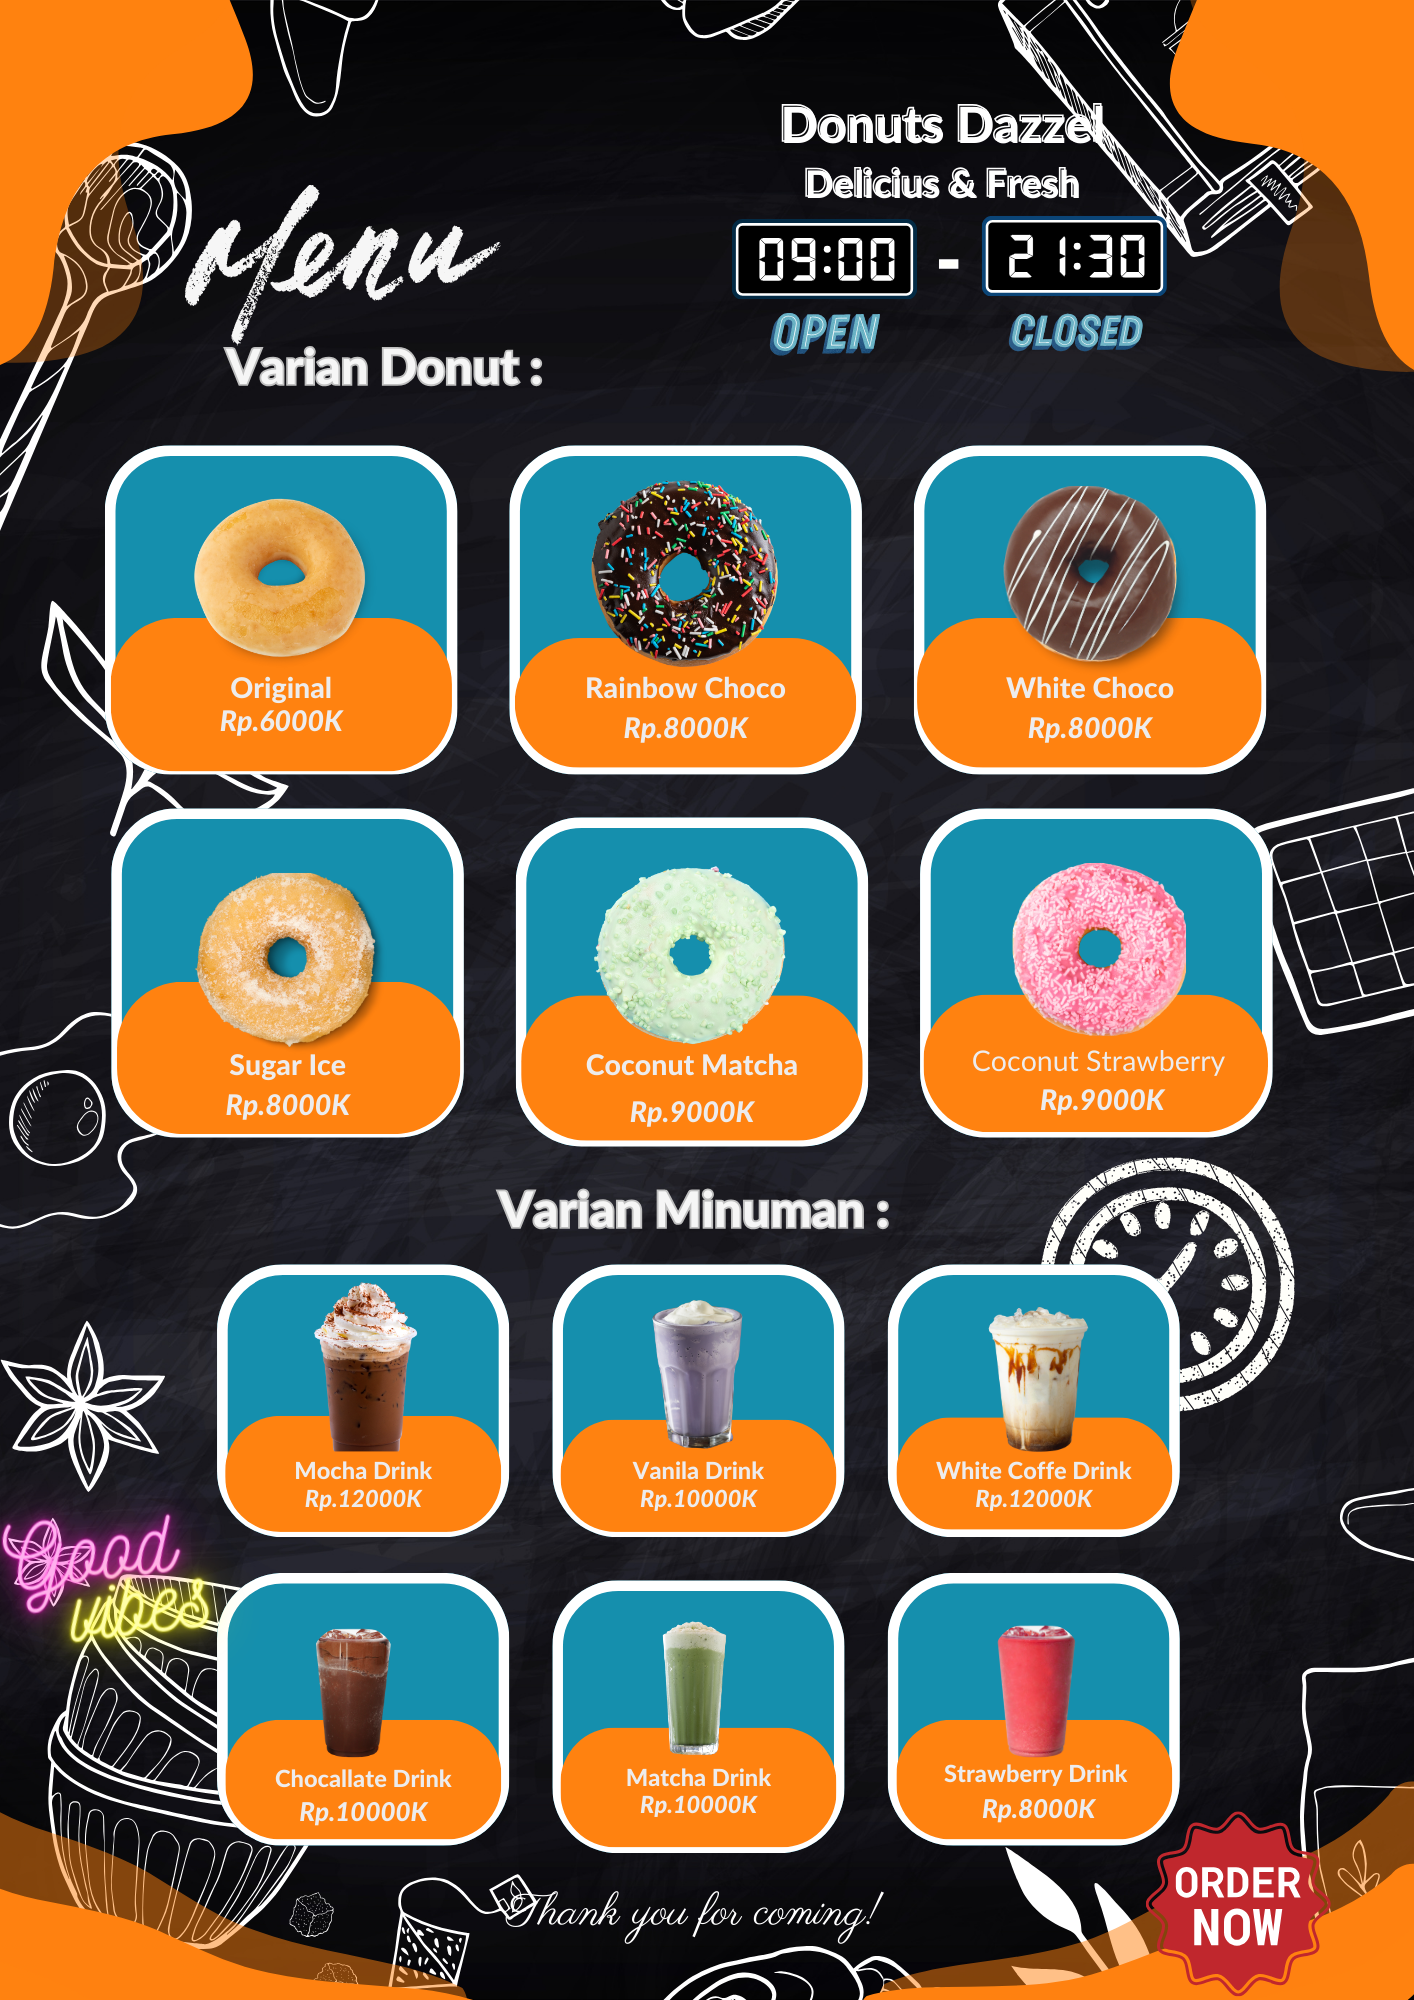 Donuts Dazzel
Delicius & Fresh
09:00 - 21:30
OPEN CLOSED
Menu
Varian Donut :
Original
Rp.6000K
Rainbow Choco
Rp.8000K
White Choco
Rp.8000K
Sugar Ice
Rp.8000K
Coconut Matcha
Rp.9000K
Coconut Strawberry
Rp.9000K
Varian Minuman :
Mocha Drink
Rp.12000K
Vanila Drink
Rp.10000K
White Coffe Drink
Rp.12000K
Good
vibes
Chocallate Drink
Rp.10000K
Matcha Drink
Rp.10000K
Strawberry Drink
Rp.8000K
Thank you for coming!
ORDER
NOW